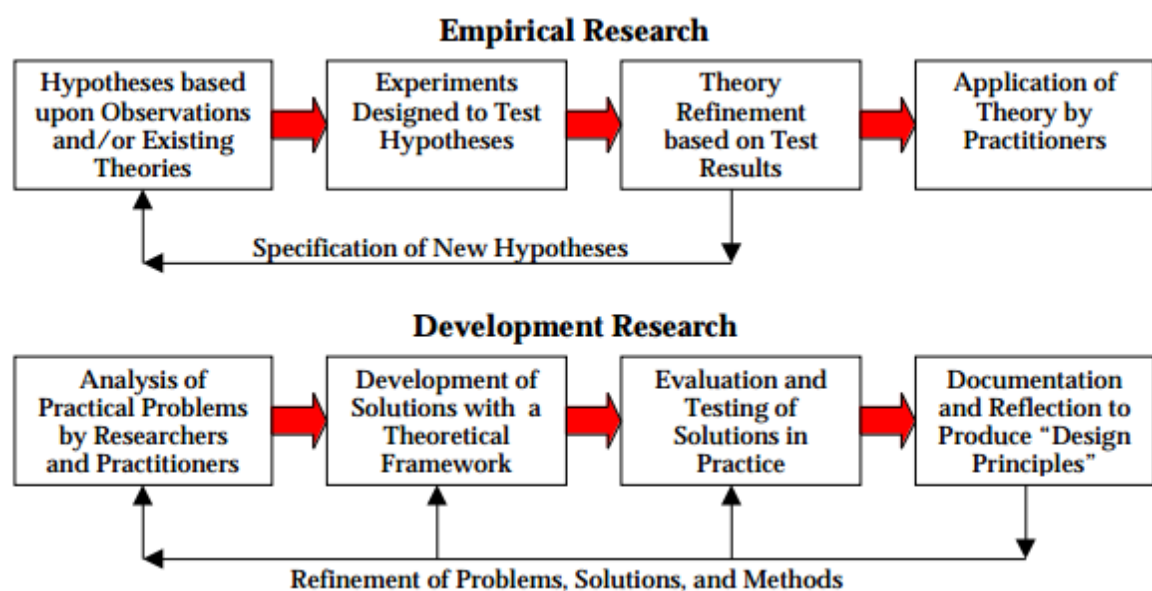 Empirical Research
Hypotheses based
upon Observations
and/or Existing
Theories
Experiments
Designed to Test
Hypotheses
Theory
Refinement
based on Test
Results
Application of
Theory by
Practitioners
Specification of New Hypotheses
Development Research
Analysis of
Practical Problems
by Researchers
and Practitioners
Development of
Solutions with a
Theoretical
Framework
Evaluation and
Testing of
Solutions in
Practice
Documentation
and Reflection to
Produce “Design
Principles”
Refinement of Problems, Solutions, and Methods